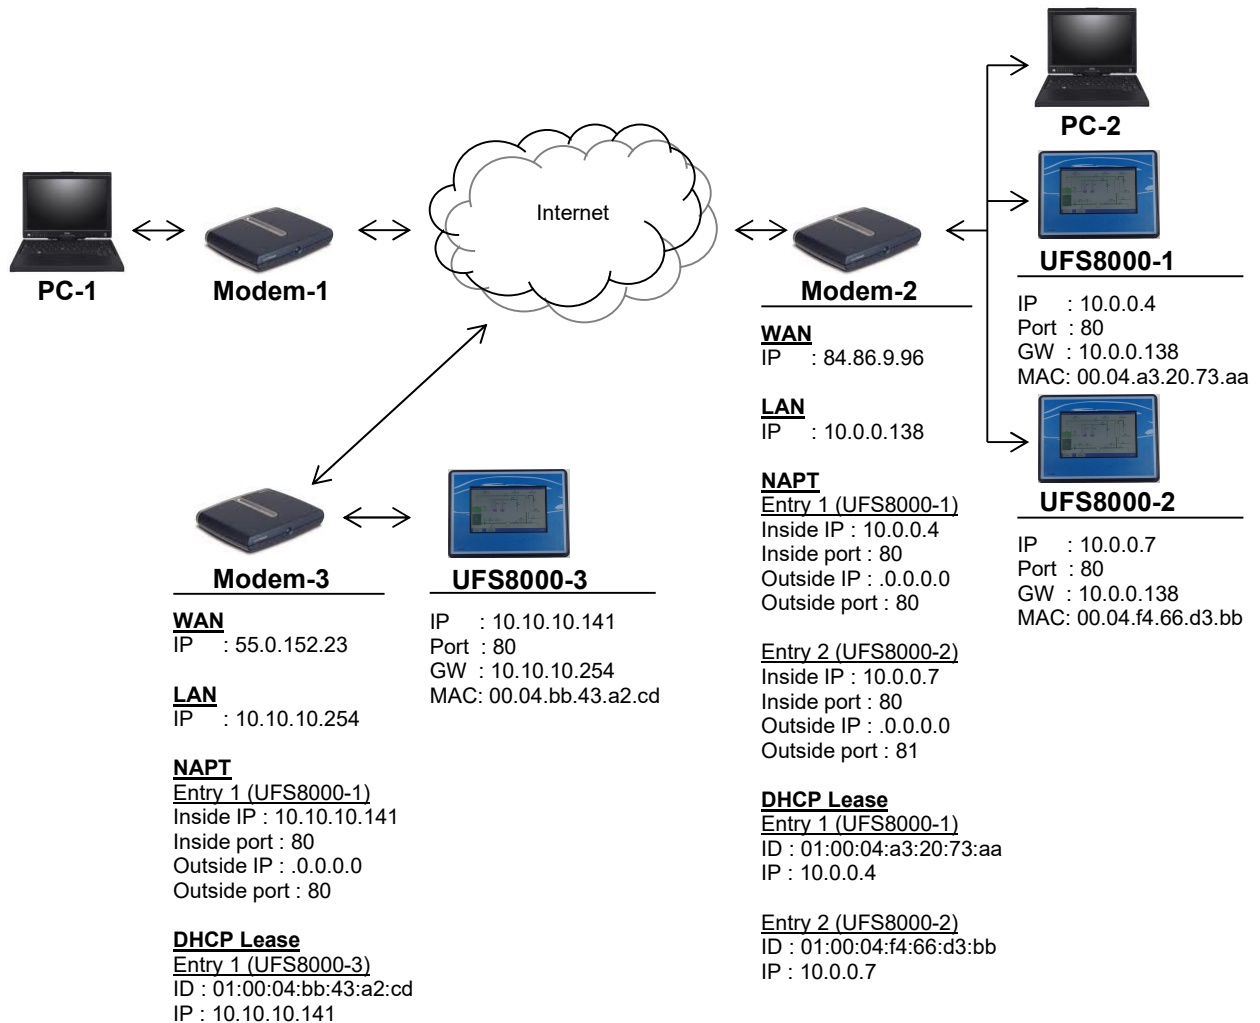 PC-2
Internet
PC-1
Modem-1
Modem-2
WAN
IP : 84.86.9.96
LAN
IP : 10.0.0.138
NAPT
Entry 1 (UFS8000-1)
Inside IP : 10.0.0.4
Inside port : 80
Outside IP : .0.0.0.0
Outside port : 80
Entry 2 (UFS8000-2)
Inside IP : 10.0.0.7
Inside port : 80
Outside IP : .0.0.0.0
Outside port : 81
DHCP Lease
Entry 1 (UFS8000-1)
ID : 01:00:04:a3:20:73:aa
IP : 10.0.0.4
Entry 2 (UFS8000-2)
ID : 01:00:04:f4:66:d3:bb
IP : 10.0.0.7
UFS8000-1
IP : 10.0.0.4
Port : 80
GW : 10.0.0.138
MAC: 00.04.a3.20.73.aa
UFS8000-2
IP : 10.0.0.7
Port : 80
GW : 10.0.0.138
MAC: 00.04.f4.66.d3.bb
Modem-3
WAN
IP : 55.0.152.23
LAN
IP : 10.10.10.254
NAPT
Entry 1 (UFS8000-1)
Inside IP : 10.10.10.141
Inside port : 80
Outside IP : .0.0.0.0
Outside port : 80
DHCP Lease
Entry 1 (UFS8000-3)
ID : 01:00:04:bb:43:a2:cd
IP : 10.10.10.141
UFS8000-3
IP : 10.10.10.141
Port : 80
GW : 10.10.10.254
MAC: 00.04.bb.43.a2.cd